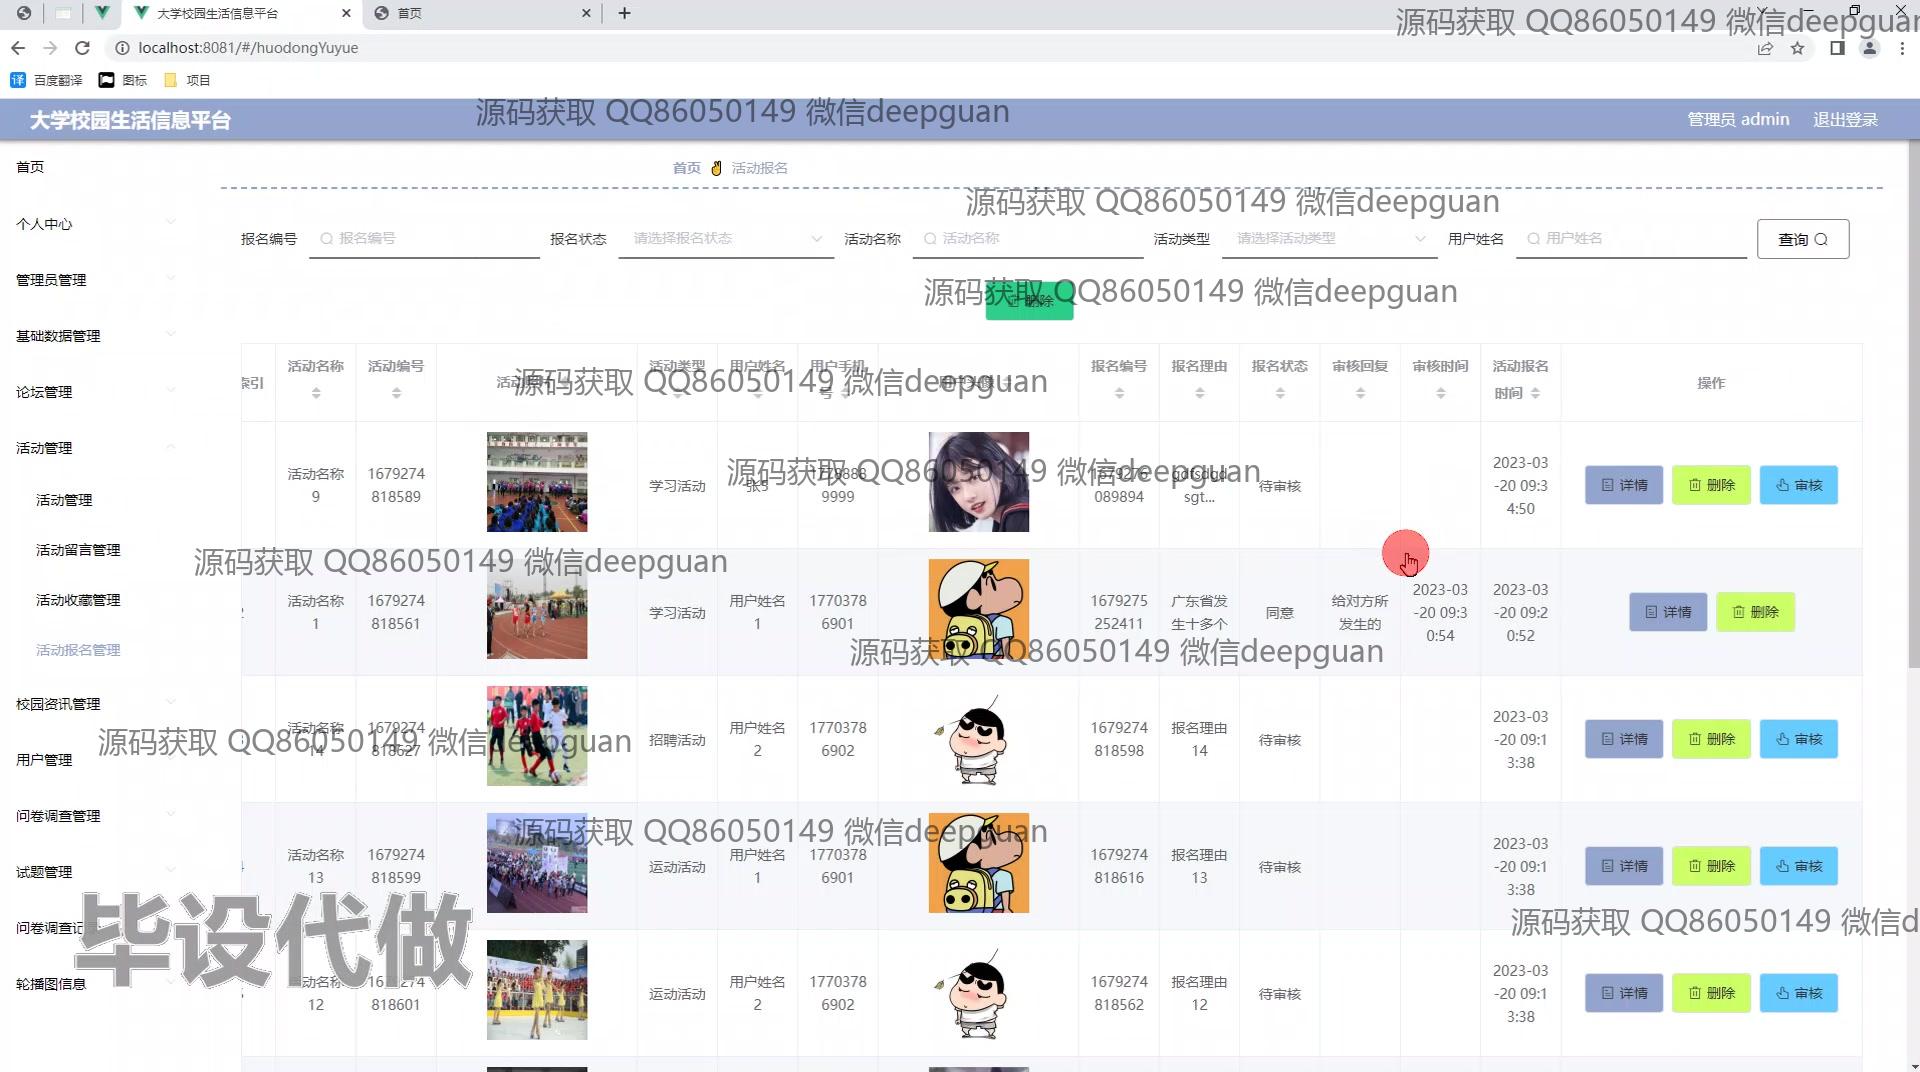 大学校园生活信息平台
首页
源码获取 QQ86050149 微信deepguan
localhost:8081/#/huodongYuyue
百度翻译 图标 项目
大学校园生活信息平台
源码获取 QQ86050149 微信deepguan
管理员 admin 退出登录
首页 活动报名
源码获取 QQ86050149 微信deepguan
报名编号 报名编号 报名状态 请选择报名状态 活动名称 活动名称 活动类型 请选择活动类型 用户姓名 用户姓名 查询
源码获取 QQ86050149 微信deepguan
删除
首页
个人中心
管理员管理
基础数据管理
论坛管理
活动管理
活动管理
活动留言管理
活动收藏管理
活动报名管理
校园资讯管理
用户管理
问卷调查管理
试题管理
问卷调查记
轮播图信息
索引 活动名称 活动编号 活动类型 用户姓名 用户手机号 报名编号 报名理由 报名状态 审核回复 审核时间 活动报名时间 操作
源码获取 QQ86050149 微信deepguan
活动名称9 1679274818589 学习活动 张5 17788889999 1679276089894 待审核 2023-03-20 09:34:50 详情 删除 审核
源码获取 QQ86050149 微信deepguan
源码获取 QQ86050149 微信deepguan
活动名称1 1679274818561 学习活动 用户姓名1 17703786901 1679275252411 广东省发生十多个 同意 给对方所发生的 2023-03-20 09:30:54 2023-03-20 09:20:52 详情 删除
源码获取 QQ86050149 微信deepguan
活动名称14 1679274818627 招聘活动 用户姓名2 17703786902 1679274818598 报名理由14 待审核 2023-03-20 09:13:38 详情 删除 审核
源码获取 QQ86050149 微信deepguan
源码获取 QQ86050149 微信deepguan
活动名称13 1679274818599 运动活动 用户姓名1 17703786901 1679274818616 报名理由13 待审核 2023-03-20 09:13:38 详情 删除 审核
源码获取 QQ86050149 微信d
毕设代做
活动名称12 1679274818601 运动活动 用户姓名2 17703786902 1679274818562 报名理由12 待审核 2023-03-20 09:13:38 详情 删除 审核